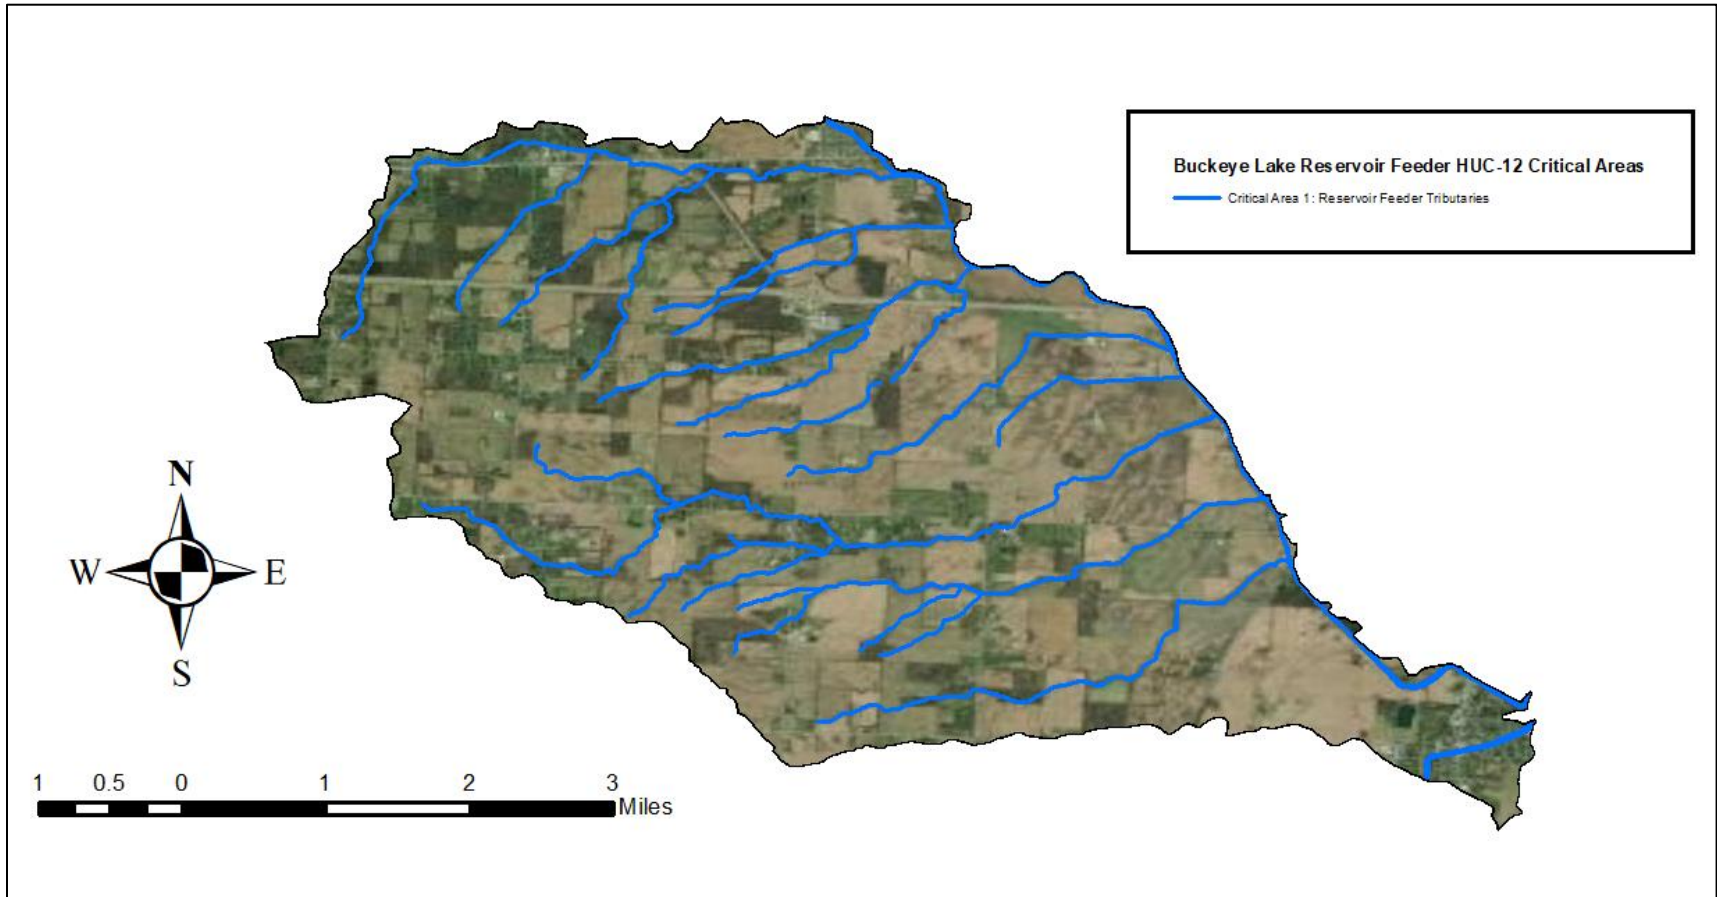 Buckeye Lake Reservoir Feeder HUC-12 Critical Areas
Critical Area 1: Reservoir Feeder Tributaries
N
W E
S
1 0.5 0 1 2 3
Miles